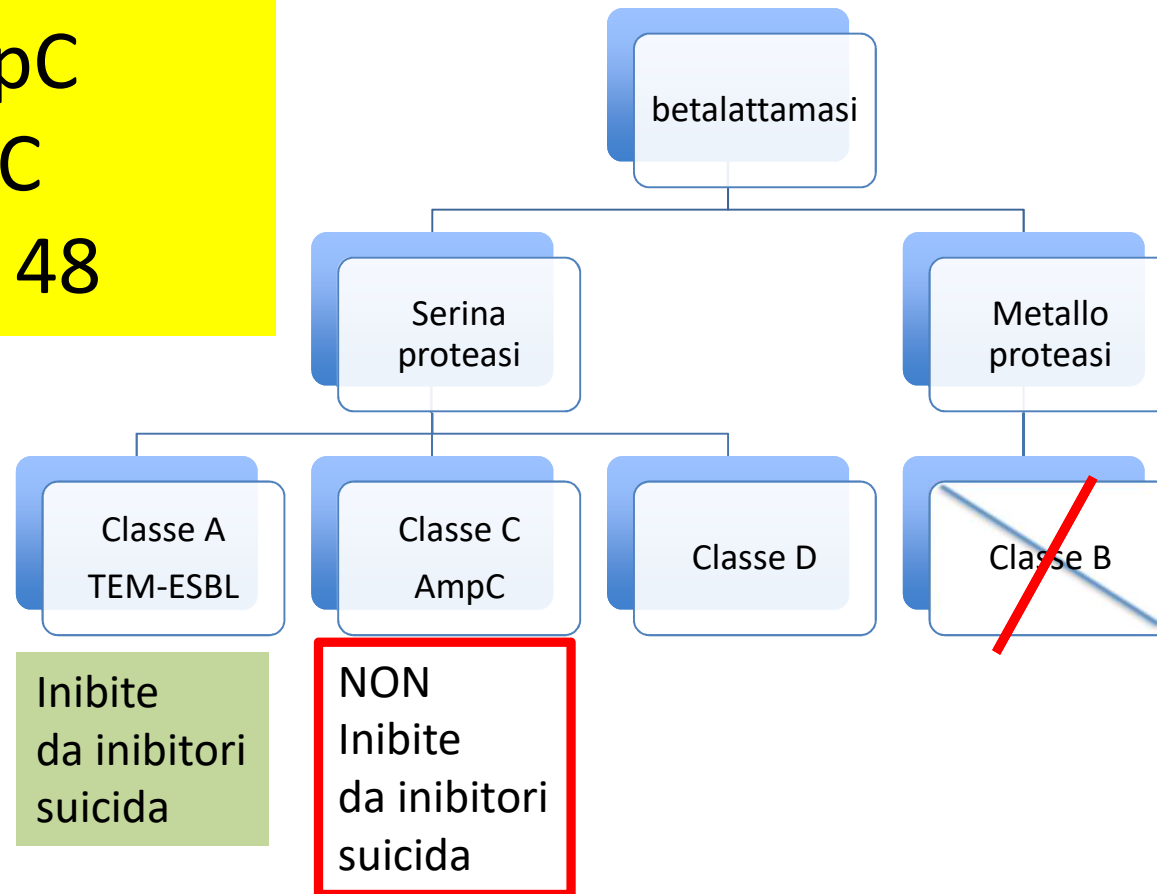 pC
C
48
betalattamasi
Serina
proteasi
Metallo
proteasi
Classe A
TEM-ESBL
Classe C
AmpC
Classe D
Classe B
Inibite
da inibitori
suicida
NON
Inibite
da inibitori
suicida